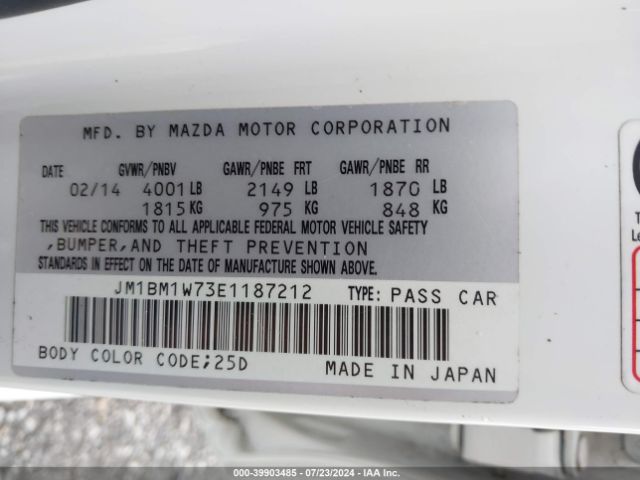 MFD. BY MAZDA MOTOR CORPORATION
DATE GVWR/PNBV GAWR/PNBE FRT GAWR/PNBE RR
02/14 4001 LB 2149 LB 1870 LB
1815 KG 975 KG 848 KG
THIS VEHICLE CONFORMS TO ALL APPLICABLE FEDERAL MOTOR VEHICLE SAFETY
,BUMPER,AND THEFT PREVENTION
STANDARDS IN EFFECT ON THE DATE OF MANUFACTURE SHOWN ABOVE.
JM1BM1W73E1187212 TYPE: PASS CAR
BODY COLOR CODE;25D
MADE IN JAPAN
000-39903485 - 07/23/2024 - IAA Inc.